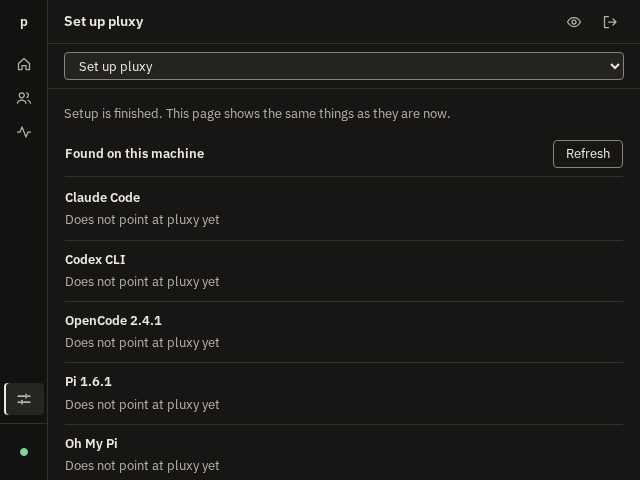 p
Set up pluxy
Set up pluxy
Setup is finished. This page shows the same things as they are now.
Found on this machine
Refresh
Claude Code
Does not point at pluxy yet
Codex CLI
Does not point at pluxy yet
OpenCode 2.4.1
Does not point at pluxy yet
Pi 1.6.1
Does not point at pluxy yet
Oh My Pi
Does not point at pluxy yet